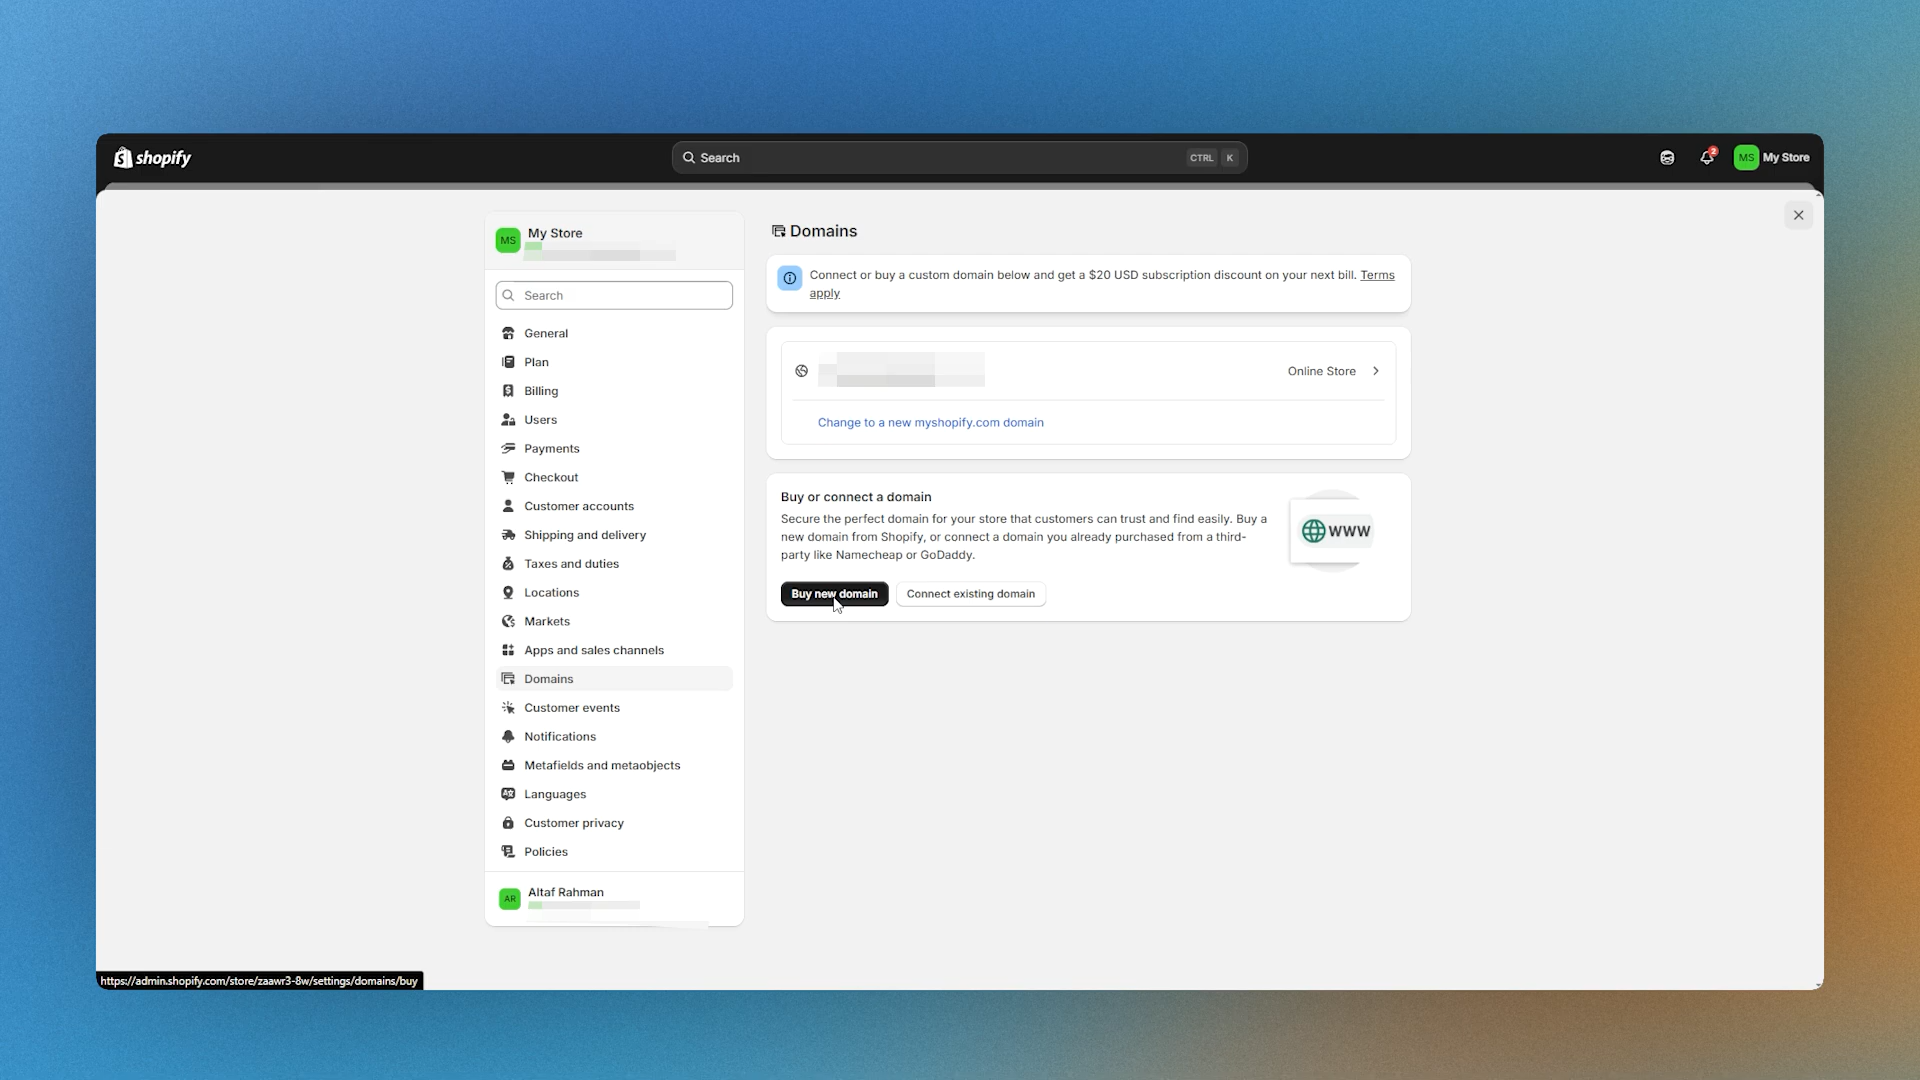 shopify
Search
CTRL K
2
MS My Store
MS
My Store
Search
General
Plan
Billing
Users
Payments
Checkout
Customer accounts
Shipping and delivery
Taxes and duties
Locations
Markets
Apps and sales channels
Domains
Customer events
Notifications
Metafields and metaobjects
Languages
Customer privacy
Policies
AR
Altaf Rahman
Domains
Connect or buy a custom domain below and get a $20 USD subscription discount on your next bill. Terms
apply
Online Store
Change to a new myshopify.com domain
Buy or connect a domain
Secure the perfect domain for your store that customers can trust and find easily. Buy a
new domain from Shopify, or connect a domain you already purchased from a third-
party like Namecheap or GoDaddy.
WWW
Buy new domain
Connect existing domain
https://admin.shopify.com/store/zaawr3-8w/settings/domains/buy